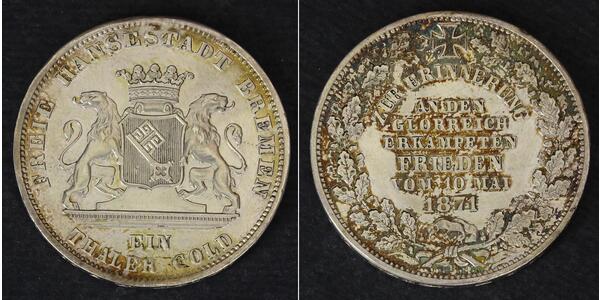 FREIE HANSESTADT BREMEN
EIN
THALER GOLD
ZUR ERINNERUNG
AN DEN
GLORREICH
ERKÄMPFTEN
FRIEDEN
VOM 10 MAI
1871